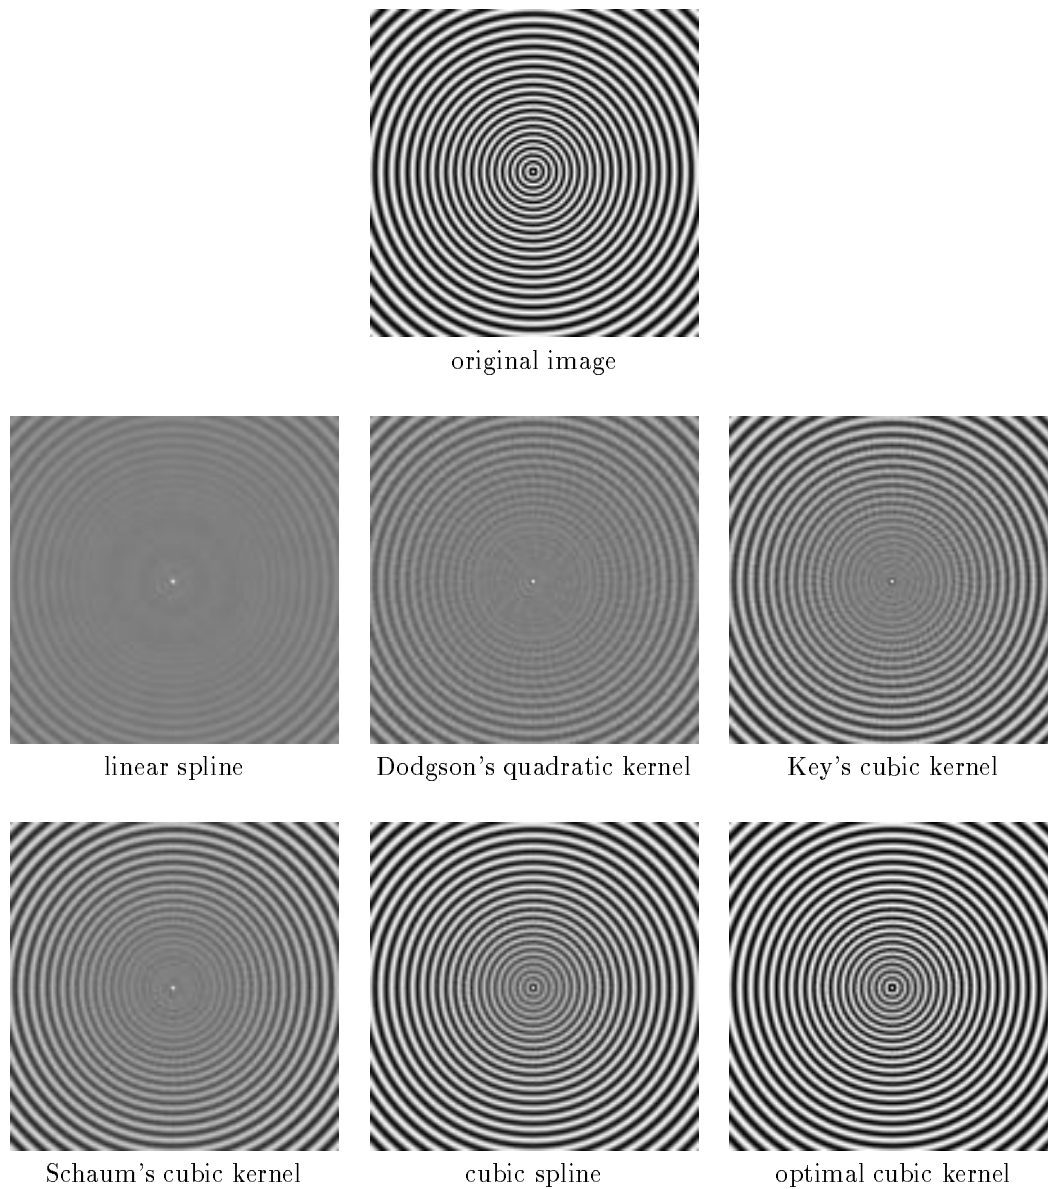 original image
linear spline
Dodgson's quadratic kernel
Key's cubic kernel
Schaum's cubic kernel
cubic spline
optimal cubic kernel